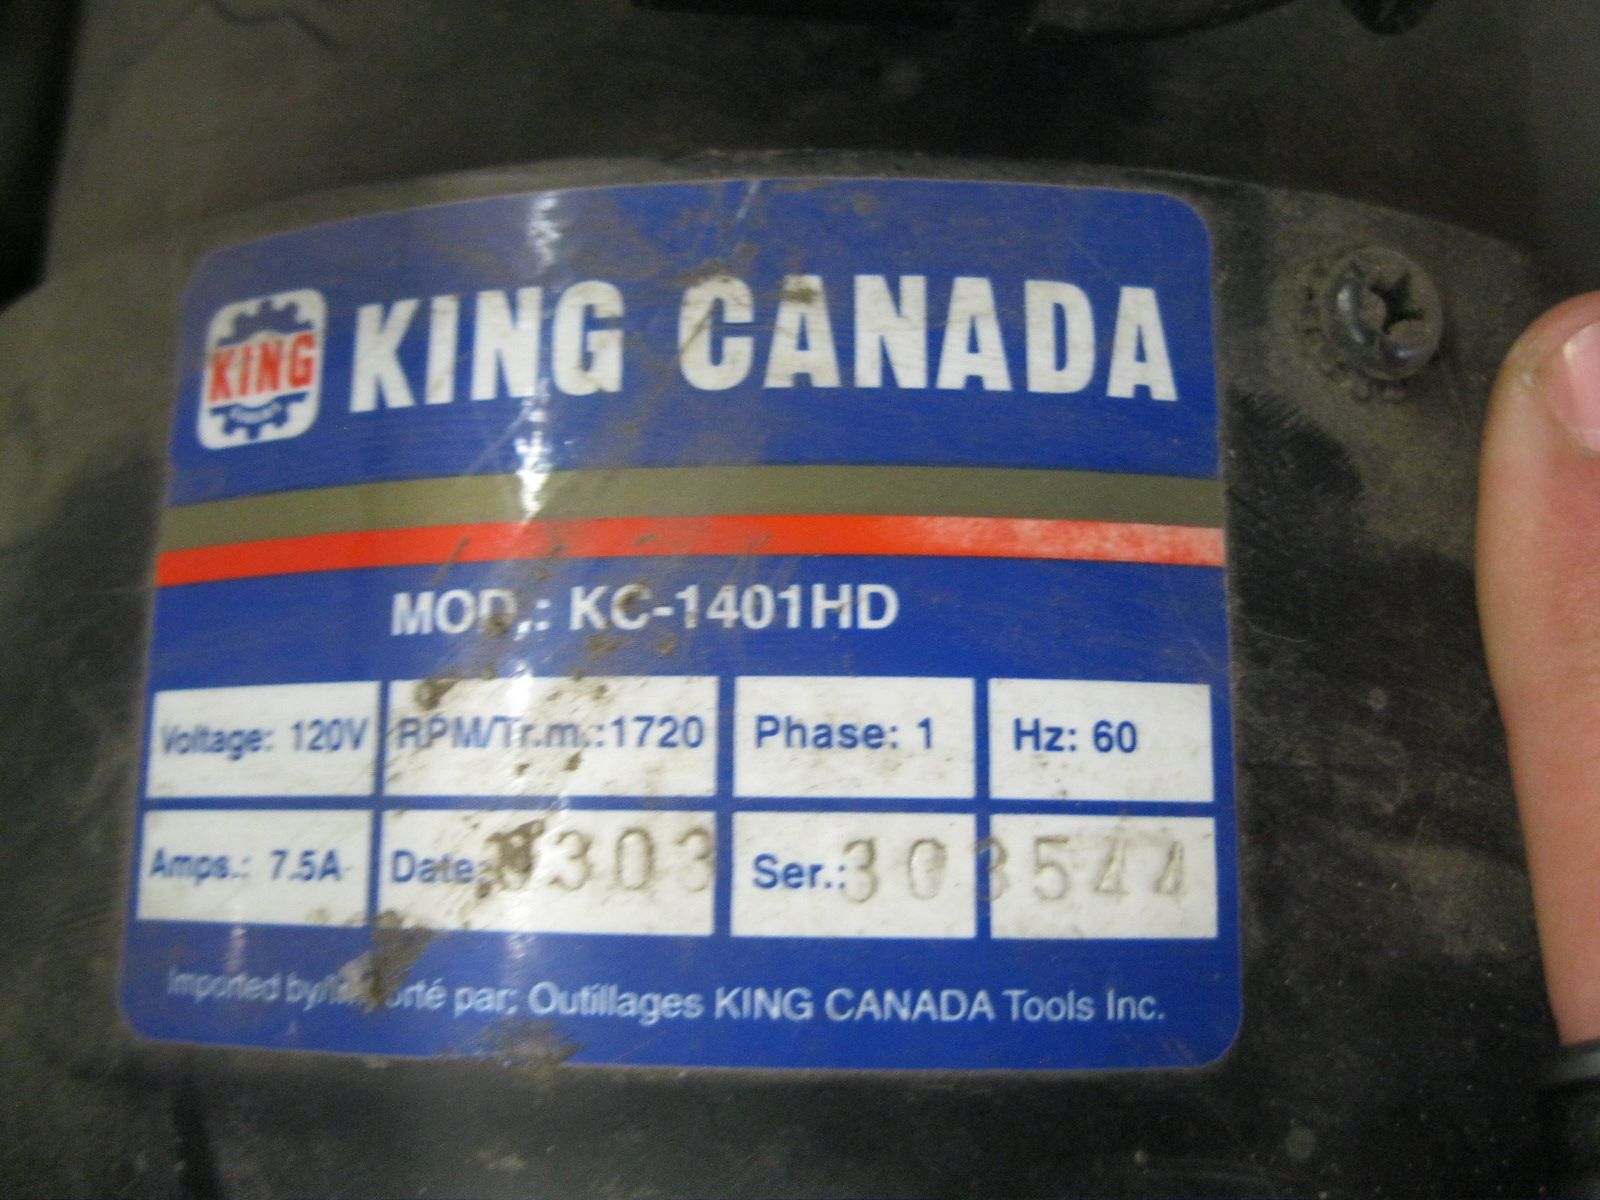 KING
KING CANADA
MOD.: KC-1401HD
Voltage: 120V RPM/Tr.m.:1720 Phase: 1 Hz: 60
Amps.: 7.5A Date: Ser.:303544
Imported by/Importé par: Outillages KING CANADA Tools Inc.